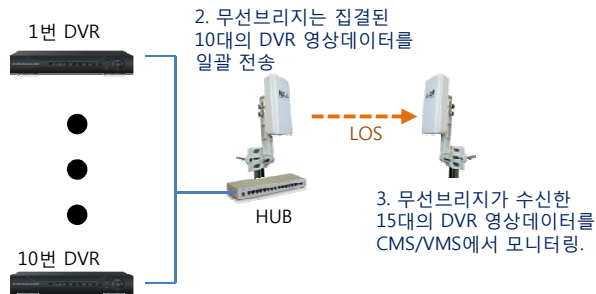 1번 DVR
2. 무선브리지는 집결된
10대의 DVR 영상데이터를
일괄 전송
LOS
HUB
3. 무선브리지가 수신한
15대의 DVR 영상데이터를
CMS/VMS에서 모니터링.
10번 DVR